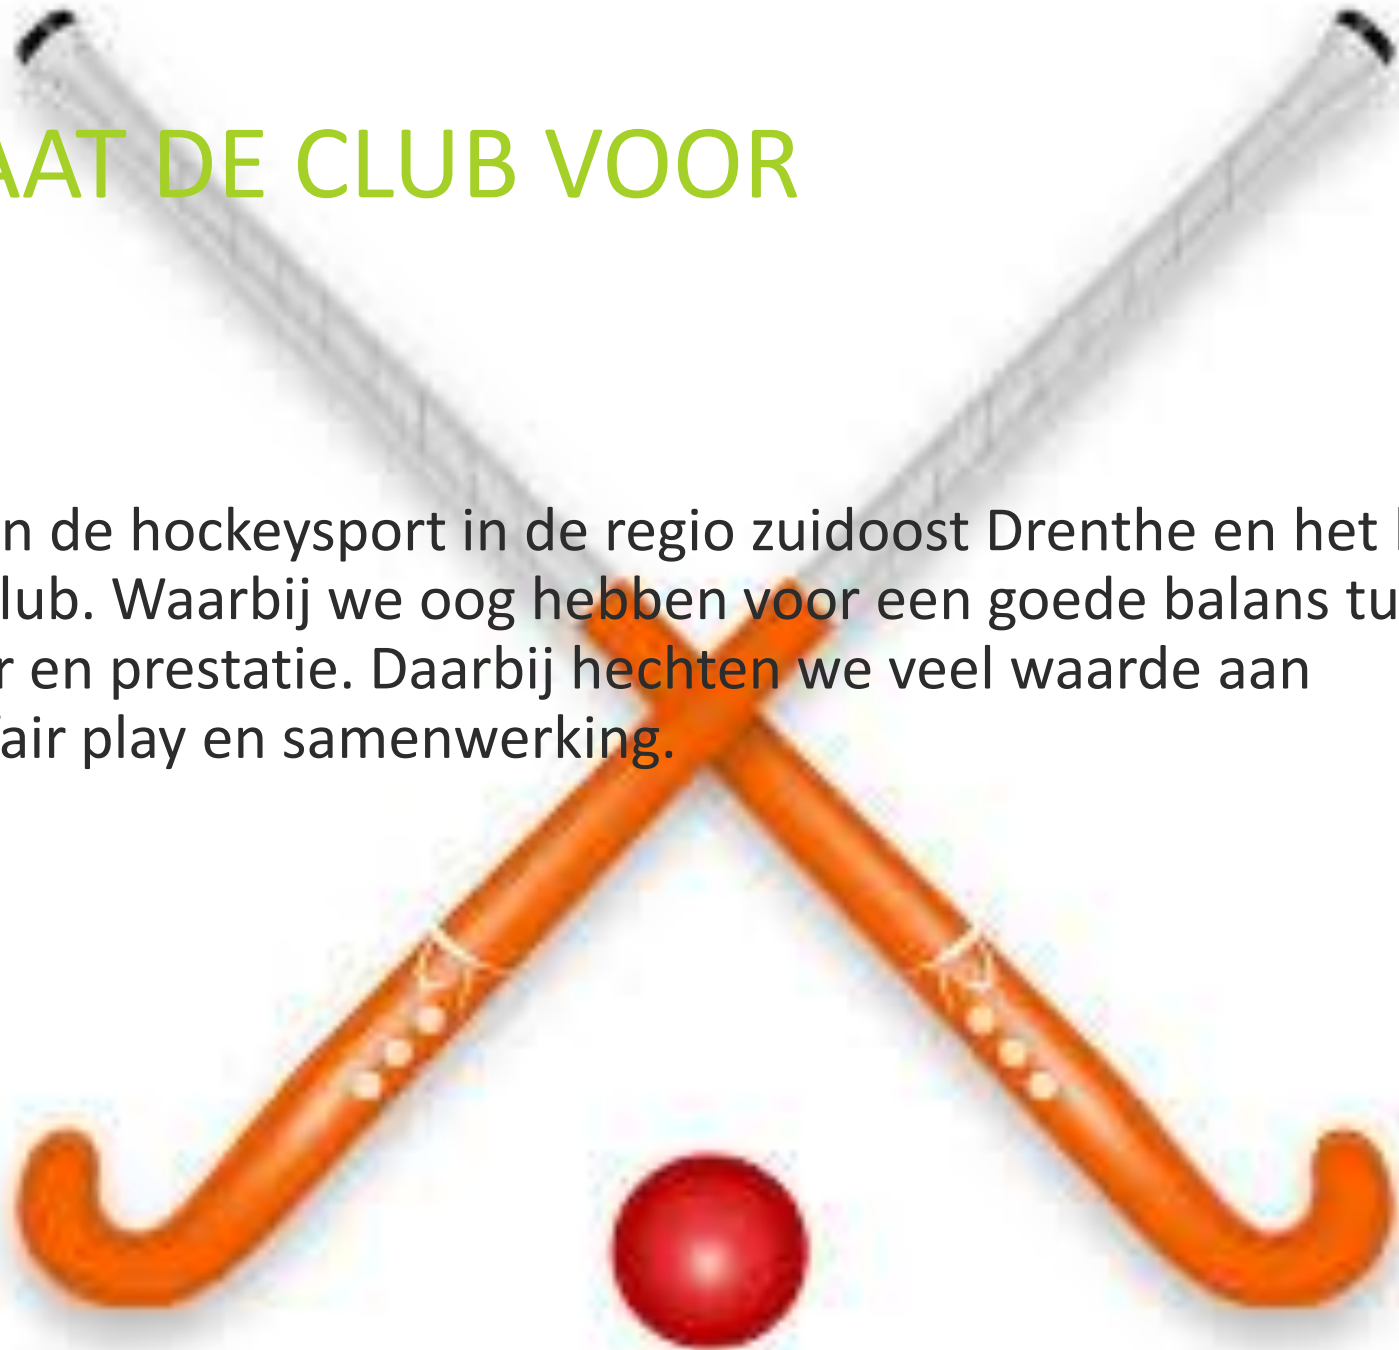 AAT DE CLUB VOOR
n de hockeysport in de regio zuidoost Drenthe en het
lub. Waarbij we oog hebben voor een goede balans tu
r en prestatie. Daarbij hechten we veel waarde aan
fair play en samenwerking.